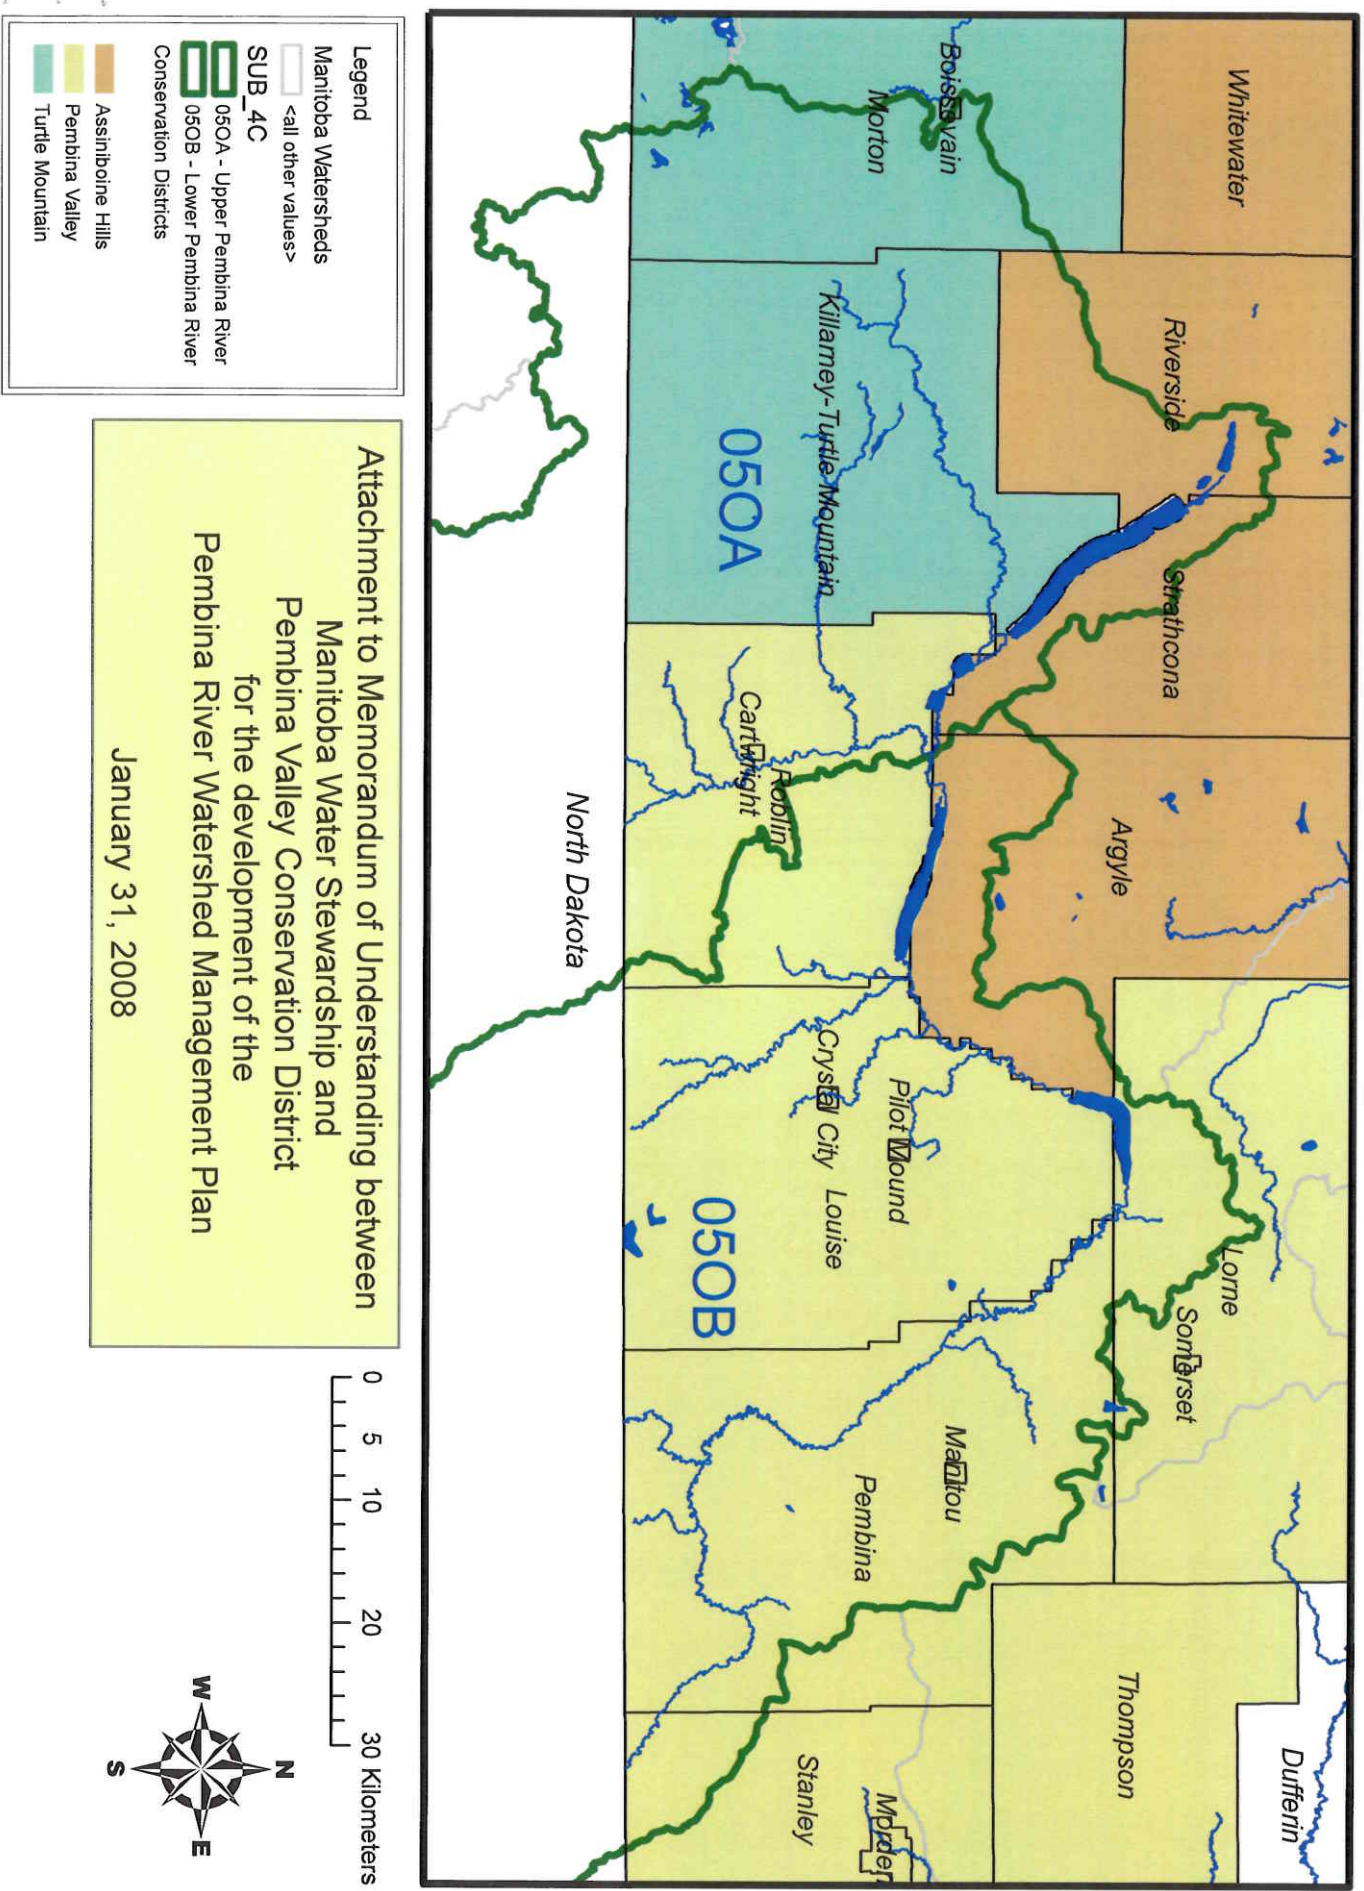 Whitewater
Boissevain
Morton
Riverside
Killarney-Turtle Mountain
05OA
Strathcona
Argyle
Cartwright
Roblin
North Dakota
Lorne
Somerset
Pilot Mound
Crystal City
Louise
05OB
Manitou
Pembina
Thompson
Dufferin
Stanley
Morden
Legend
Manitoba Watersheds
<all other values>
SUB_4C
05OA - Upper Pembina River
05OB - Lower Pembina River
Conservation Districts
Assiniboine Hills
Pembina Valley
Turtle Mountain
Attachment to Memorandum of Understanding between
Manitoba Water Stewardship and
Pembina Valley Conservation District
for the development of the
Pembina River Watershed Management Plan
January 31, 2008
0 5 10 20 30 Kilometers
N
W E
S